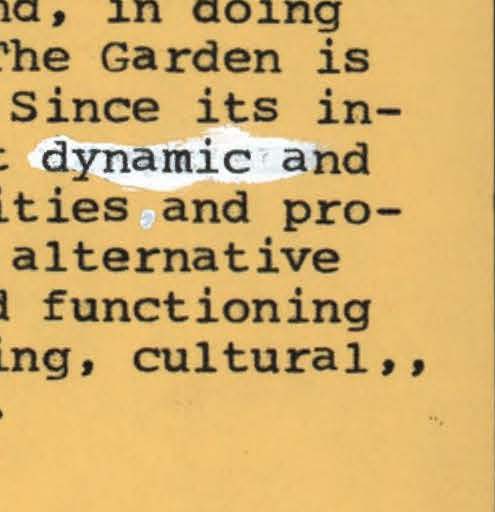 nd, in doing
The Garden is
Since its in-
t dynamic and
ities and pro-
alternative
d functioning
ing, cultural,,